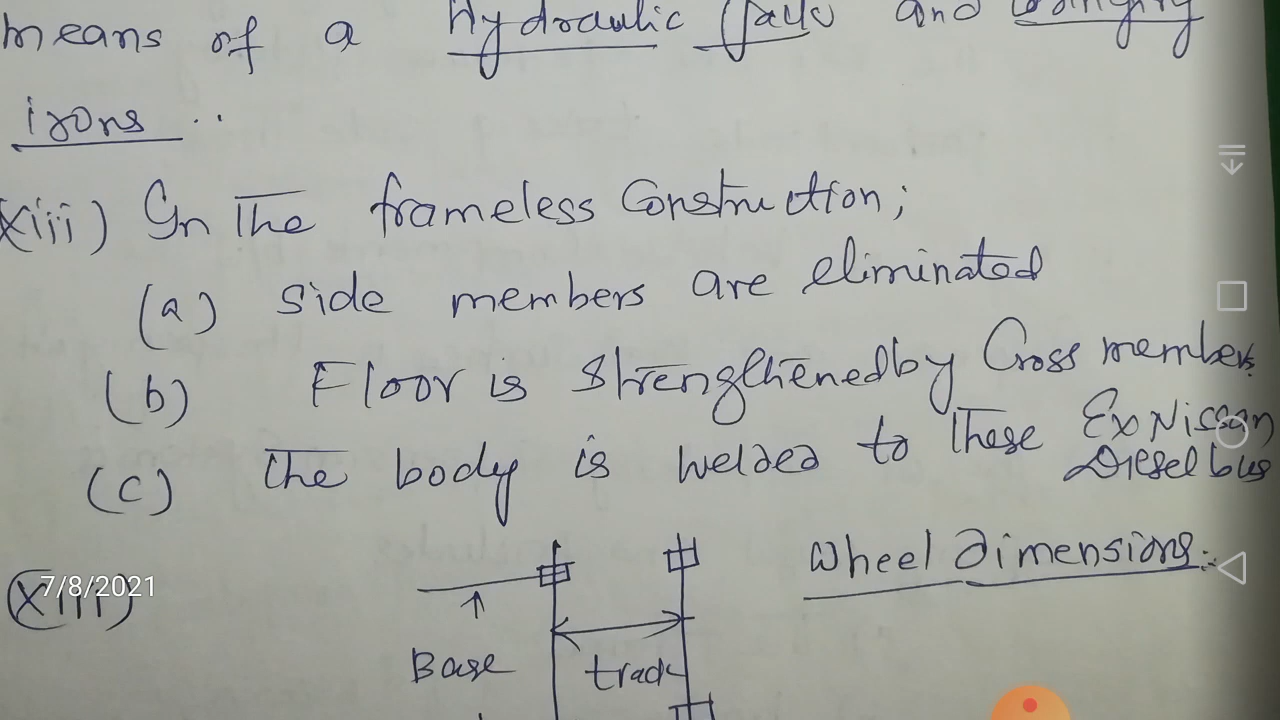 means of a Hydraulic Jack and
irons ..
xiii) In The frameless Construction;
(a) Side members are eliminated
(b) Floor is Strengthened by Cross members.
(c) The body is welded to These Ex Nissan
Diesel bus
Wheel Dimensions:-
(xiii)
7/8/2021
Base
track